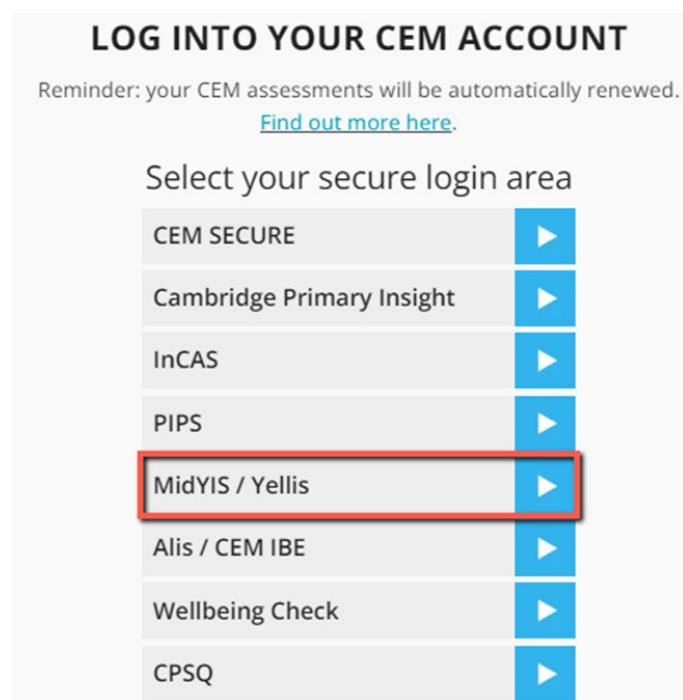 LOG INTO YOUR CEM ACCOUNT
Reminder: your CEM assessments will be automatically renewed.
Find out more here.
Select your secure login area
CEM SECURE
Cambridge Primary Insight
InCAS
PIPS
MidYIS / Yellis
Alis / CEM IBE
Wellbeing Check
CPSQ